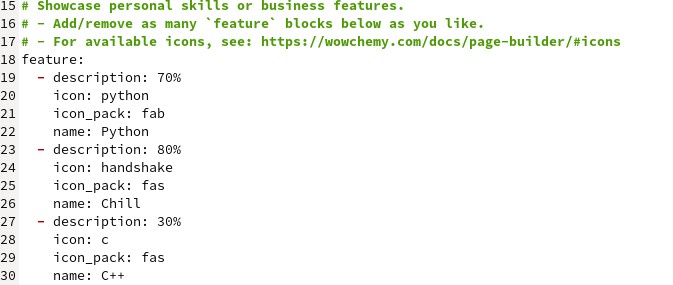 15 # Showcase personal skills or business features.
16 # - Add/remove as many `feature` blocks below as you like.
17 # - For available icons, see: https://wowchemy.com/docs/page-builder/#icons
18 feature:
19   - description: 70%
20     icon: python
21     icon_pack: fab
22     name: Python
23   - description: 80%
24     icon: handshake
25     icon_pack: fas
26     name: Chill
27   - description: 30%
28     icon: c
29     icon_pack: fas
30     name: C++